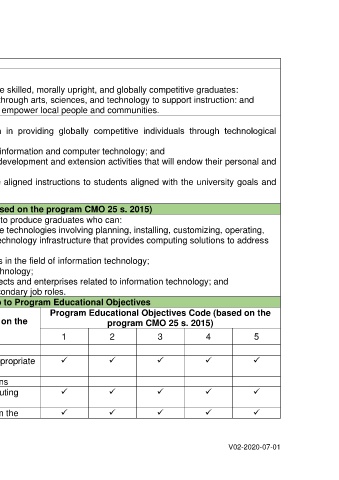 e skilled, morally upright, and globally competitive graduates:
through arts, sciences, and technology to support instruction: and
empower local people and communities.
in providing globally competitive individuals through technological
information and computer technology; and
development and extension activities that will endow their personal and
aligned instructions to students aligned with the university goals and
sed on the program CMO 25 s. 2015)
to produce graduates who can:
e technologies involving planning, installing, customizing, operating,
echnology infrastructure that provides computing solutions to address
s in the field of information technology;
hnology;
ects and enterprises related to information technology; and
condary job roles.
p to Program Educational Objectives
on the
Program Educational Objectives Code (based on the
program CMO 25 s. 2015)
1 2 3 4 5
propriate ✓ ✓ ✓ ✓ ✓
ns
uting ✓ ✓ ✓ ✓ ✓
m the ✓ ✓ ✓ ✓ ✓
V02-2020-07-01